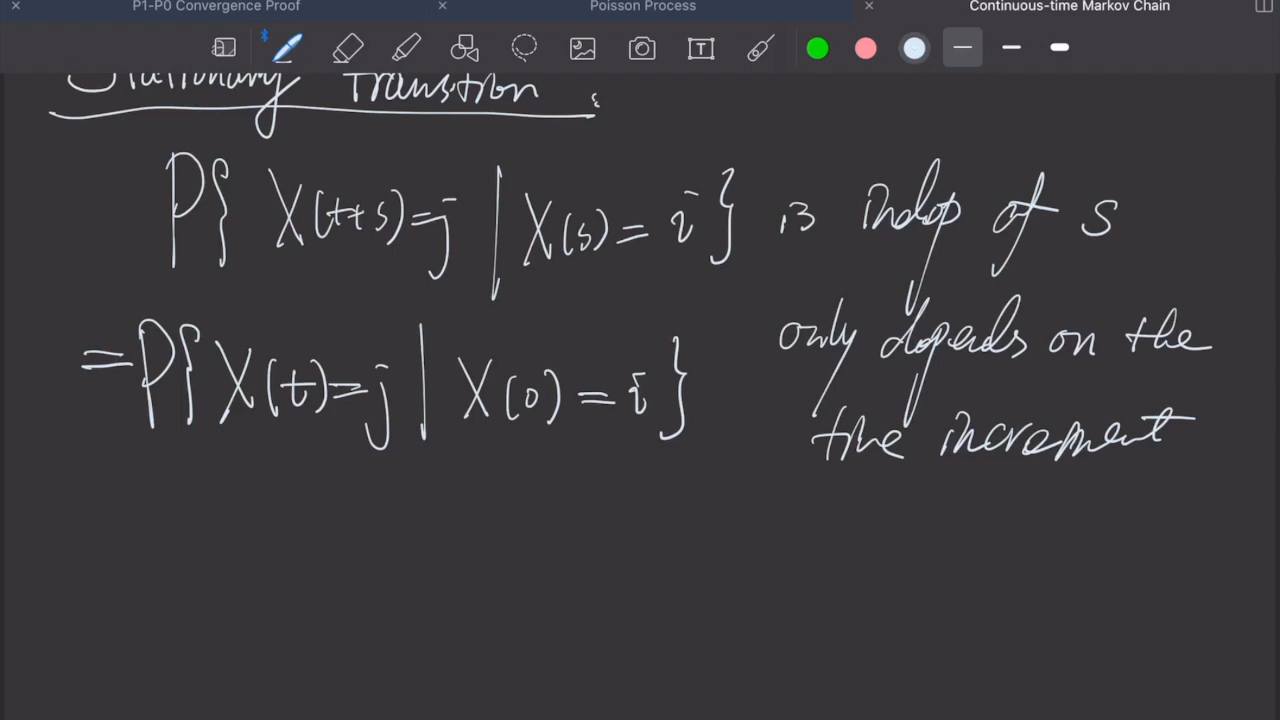 P1-P0 Convergence Proof
Poisson Process
Continuous-time Markov Chain
Stationary Transition :
P{ X(t+s)=j | X(s) = i } is indep of s
only depends on the
time increment
=P{ X(t)=j | X(0) = i }